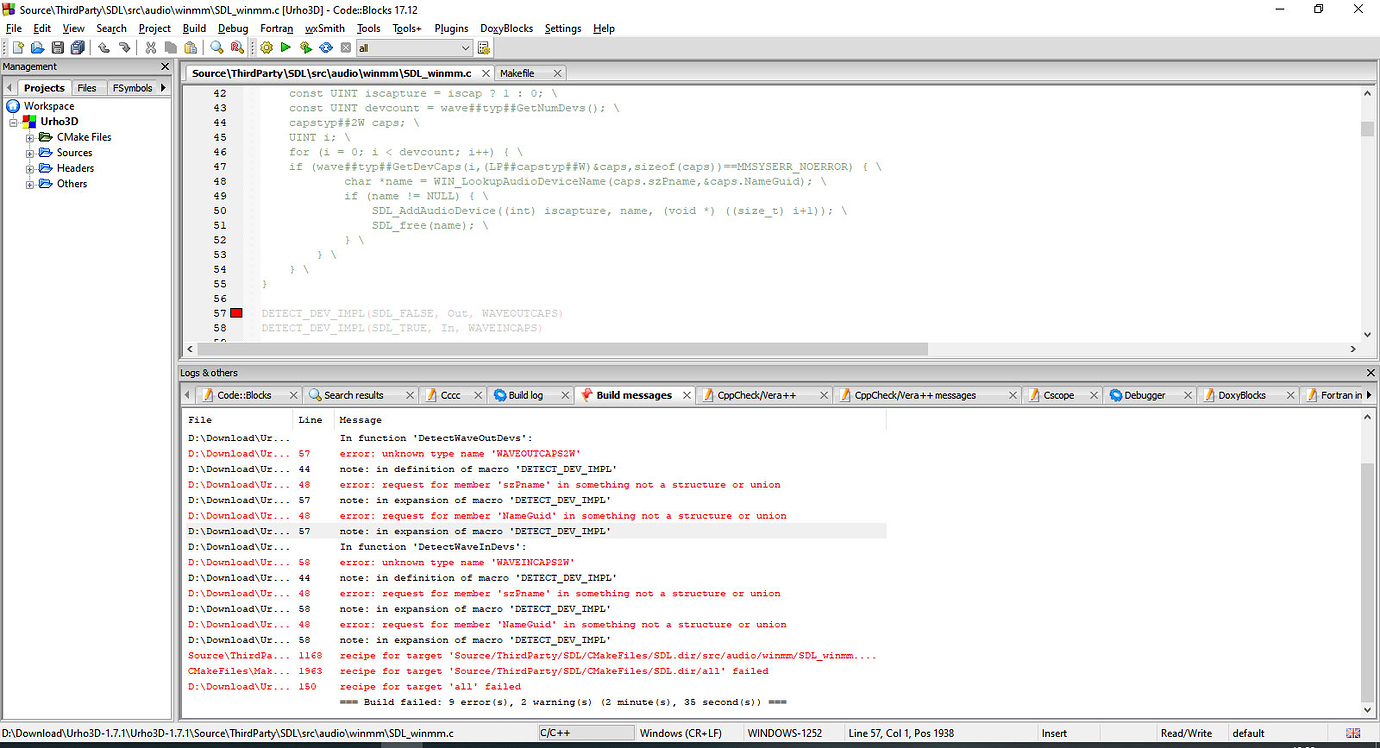 Source\ThirdParty\SDL\src\audio\winmm\SDL_winmm.c [Urho3D] - Code::Blocks 17.12
File Edit View Search Project Build Debug Fortran wxSmith Tools Tools+ Plugins DoxyBlocks Settings Help
all
Management
Projects Files FSymbols
Workspace
Urho3D
CMake Files
Sources
Headers
Others
Source\ThirdParty\SDL\src\audio\winmm\SDL_winmm.c Makefile
42 const UINT iscapture = iscap ? 1 : 0; \
43 const UINT devcount = wave##typ##GetNumDevs(); \
44 capstyp##2W caps; \
45 UINT i; \
46 for (i = 0; i < devcount; i++) { \
47 if (wave##typ##GetDevCaps(i,(LP##capstyp##W)&caps,sizeof(caps))==MMSYSERR_NOERROR) { \
48 char *name = WIN_LookupAudioDeviceName(caps.szPname,&caps.NameGuid); \
49 if (name != NULL) { \
50 SDL_AddAudioDevice((int) iscapture, name, (void *) ((size_t) i+1)); \
51 SDL_free(name); \
52 } \
53 } \
54 } \
55 }
56
57 DETECT_DEV_IMPL(SDL_FALSE, Out, WAVEOUTCAPS)
58 DETECT_DEV_IMPL(SDL_TRUE, In, WAVEINCAPS)
Logs & others
Code::Blocks Search results Cccc Build log Build messages CppCheck/Vera++ CppCheck/Vera++ messages Cscope Debugger DoxyBlocks Fortran in
File Line Message
D:\Download\Ur... In function 'DetectWaveOutDevs':
D:\Download\Ur... 57 error: unknown type name 'WAVEOUTCAPS2W'
D:\Download\Ur... 44 note: in definition of macro 'DETECT_DEV_IMPL'
D:\Download\Ur... 48 error: request for member 'szPname' in something not a structure or union
D:\Download\Ur... 57 note: in expansion of macro 'DETECT_DEV_IMPL'
D:\Download\Ur... 48 error: request for member 'NameGuid' in something not a structure or union
D:\Download\Ur... 57 note: in expansion of macro 'DETECT_DEV_IMPL'
D:\Download\Ur... In function 'DetectWaveInDevs':
D:\Download\Ur... 58 error: unknown type name 'WAVEINCAPS2W'
D:\Download\Ur... 44 note: in definition of macro 'DETECT_DEV_IMPL'
D:\Download\Ur... 48 error: request for member 'szPname' in something not a structure or union
D:\Download\Ur... 58 note: in expansion of macro 'DETECT_DEV_IMPL'
D:\Download\Ur... 48 error: request for member 'NameGuid' in something not a structure or union
D:\Download\Ur... 58 note: in expansion of macro 'DETECT_DEV_IMPL'
Source\ThirdPa... 1168 recipe for target 'Source/ThirdParty/SDL/CMakeFiles/SDL.dir/src/audio/winmm/SDL_winmm....
CMakeFiles\Mak... 1963 recipe for target 'Source/ThirdParty/SDL/CMakeFiles/SDL.dir/all' failed
D:\Download\Ur... 150 recipe for target 'all' failed
=== Build failed: 9 error(s), 2 warning(s) (2 minute(s), 35 second(s)) ===
D:\Download\Urho3D-1.7.1\Urho3D-1.7.1\Source\ThirdParty\SDL\src\audio\winmm\SDL_winmm.c C/C++ Windows (CR+LF) WINDOWS-1252 Line 57, Col 1, Pos 1938 Insert Read/Write default